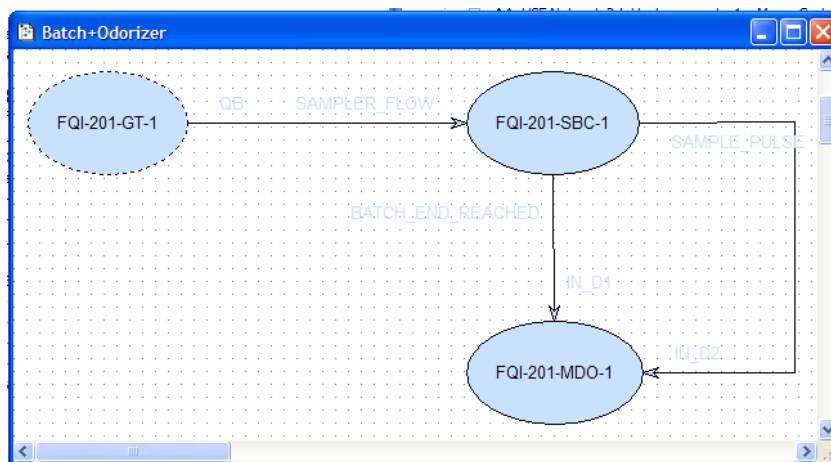 Batch+Odorizer
FQI-201-GT-1
QB
SAMPLER_FLOW
FQI-201-SBC-1
SAMPLE_PULSE
BATCH_END_REACHED
IN_D1
IN_D2
FQI-201-MDO-1